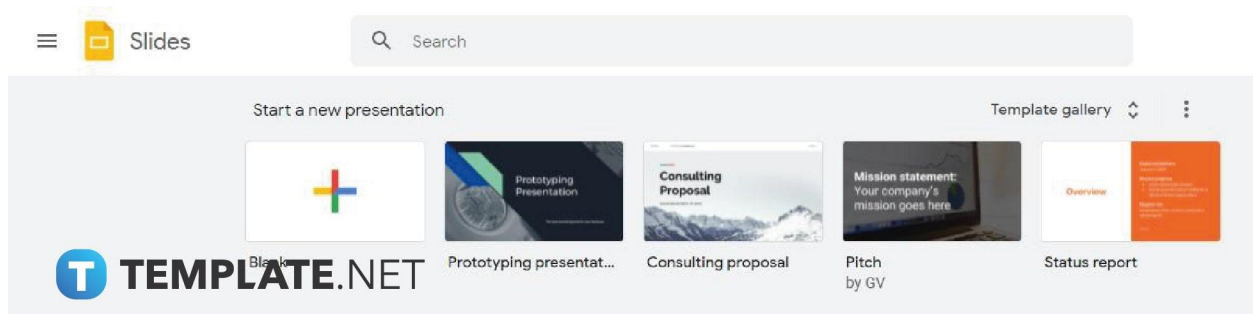 Slides
Search
Start a new presentation
Template gallery
Prototyping
Presentation
Consulting
Proposal
Mission statement:
Your company's
mission goes here
Overview
Blank
Prototyping presentat...
Consulting proposal
Pitch
by GV
Status report
T TEMPLATE.NET